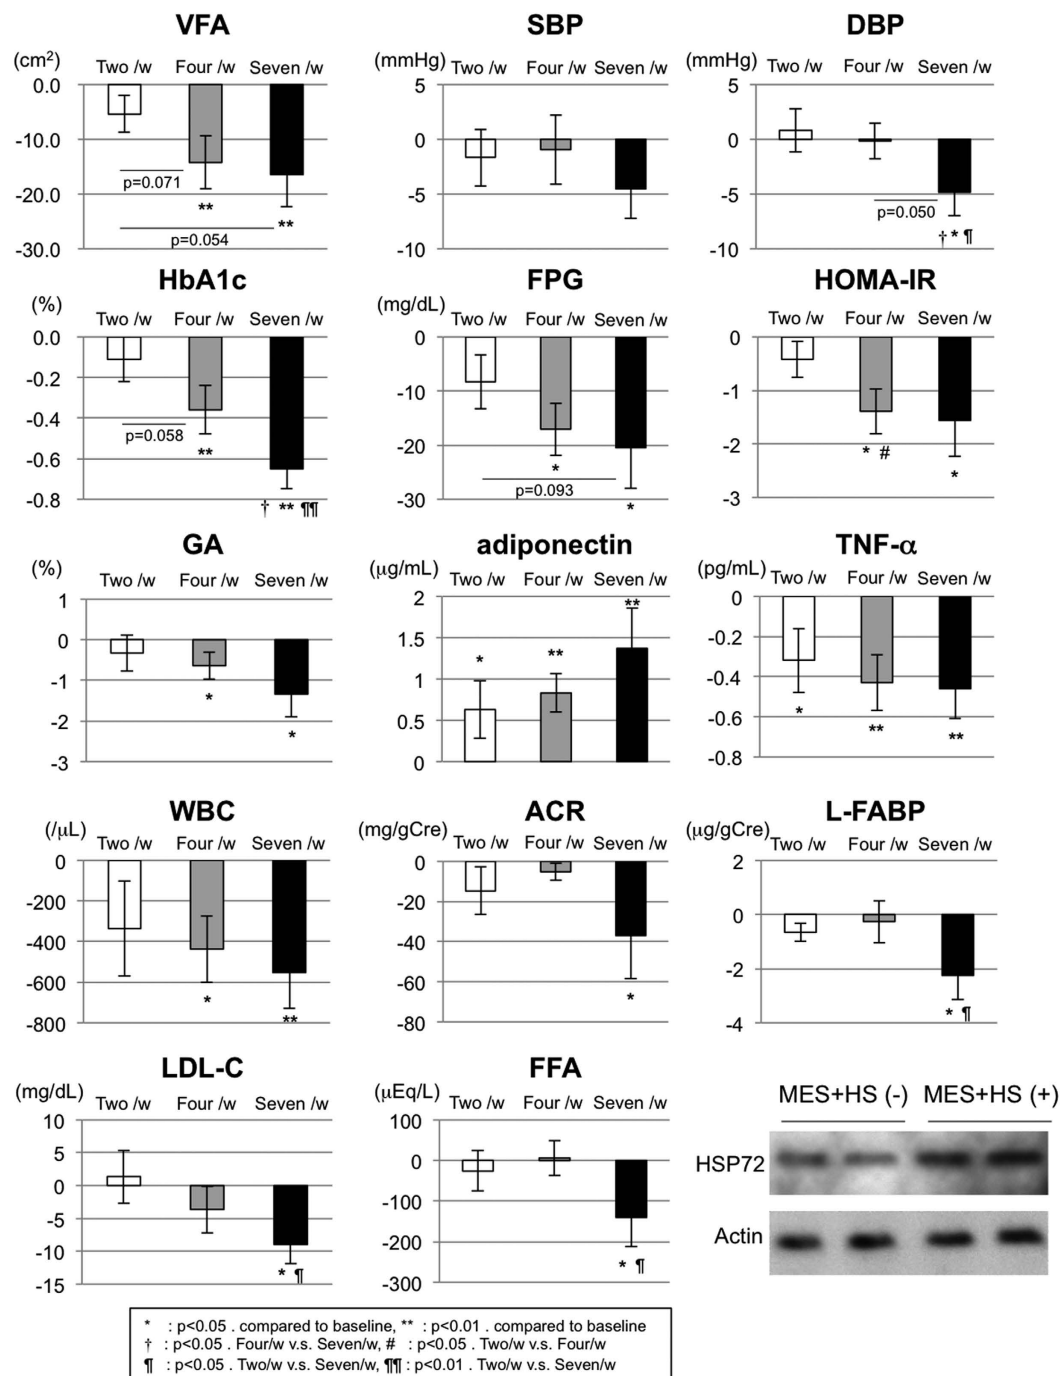 VFA
(cm²)
Two /w Four /w Seven /w
0.0
-10.0
-20.0
-30.0
p=0.071
**
**
p=0.054
SBP
(mmHg)
Two /w Four /w Seven /w
5
0
-5
-10
DBP
(mmHg)
Two /w Four /w Seven /w
5
0
-5
-10
p=0.050
† * ¶
HbA1c
(%)
Two /w Four /w Seven /w
0.0
-0.2
-0.4
-0.6
-0.8
p=0.058
**
† ** ¶¶
FPG
(mg/dL)
Two /w Four /w Seven /w
0
-10
-20
-30
*
p=0.093
*
HOMA-IR
Two /w Four /w Seven /w
0
-1
-2
-3
* #
*
GA
(%)
Two /w Four /w Seven /w
1
0
-1
-2
-3
*
*
adiponectin
(μg/mL)
Two /w Four /w Seven /w
2
1.5
1
0.5
0
*
**
**
TNF-α
(pg/mL)
Two /w Four /w Seven /w
0
-0.2
-0.4
-0.6
-0.8
*
**
**
WBC
(/μL)
Two /w Four /w Seven /w
0
-200
-400
-600
-800
*
**
ACR
(mg/gCre)
Two /w Four /w Seven /w
0
-20
-40
-60
-80
*
L-FABP
(μg/gCre)
Two /w Four /w Seven /w
2
0
-2
-4
* ¶
LDL-C
(mg/dL)
Two /w Four /w Seven /w
10
5
0
-5
-10
-15
* ¶
FFA
(μEq/L)
Two /w Four /w Seven /w
100
0
-100
-200
-300
* ¶
MES+HS (-) MES+HS (+)
HSP72
Actin
* : p<0.05 . compared to baseline, ** : p<0.01 . compared to baseline
† : p<0.05 . Four/w v.s. Seven/w, # : p<0.05 . Two/w v.s. Four/w
¶ : p<0.05 . Two/w v.s. Seven/w, ¶¶ : p<0.01 . Two/w v.s. Seven/w